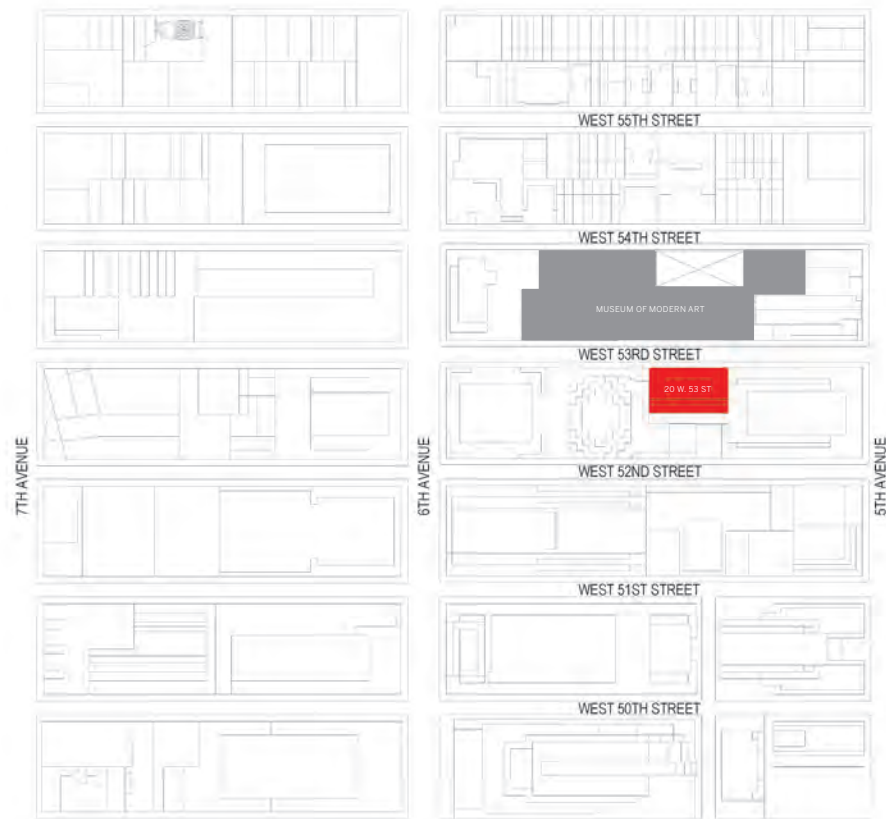 WEST 55TH STREET
WEST 54TH STREET
MUSEUM OF MODERN ART
WEST 53RD STREET
20 W. 53 ST
7TH AVENUE
6TH AVENUE
WEST 52ND STREET
5TH AVENUE
WEST 51ST STREET
WEST 50TH STREET